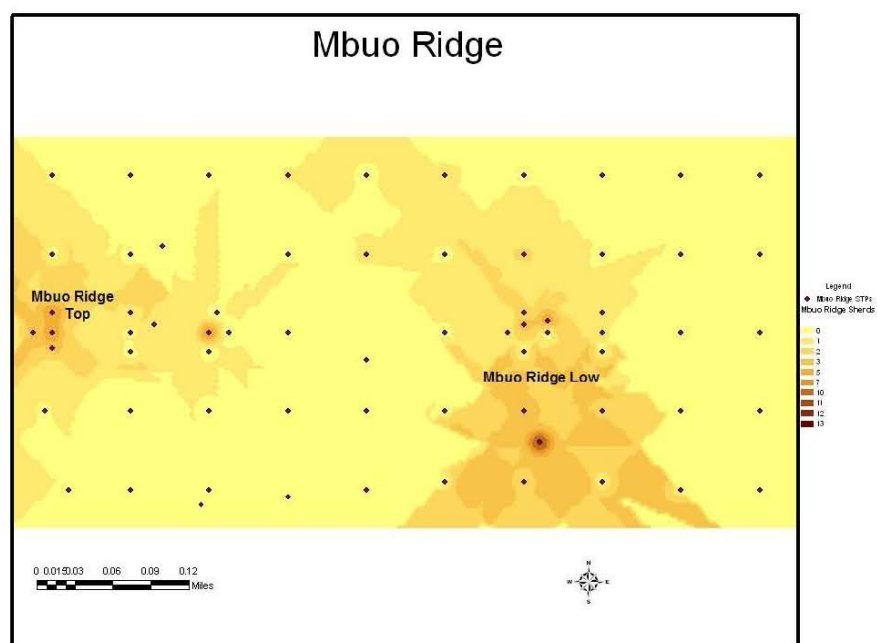 Mbuo Ridge
Mbuo Ridge
Top
Mbuo Ridge Low
Legend
Mbuo Ridge STPs
Mbuo Ridge Sherds
0
1
2
3
5
7
10
11
12
13
0 0.0150.03 0.06 0.09 0.12
Miles
N
W E
S